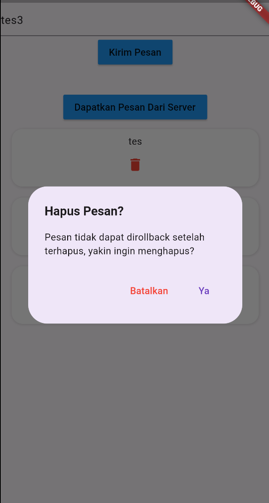 tes3
Kirim Pesan
Dapatkan Pesan Dari Server
tes
Hapus Pesan?
Pesan tidak dapat dirollback setelah
terhapus, yakin ingin menghapus?
Batalkan
Ya